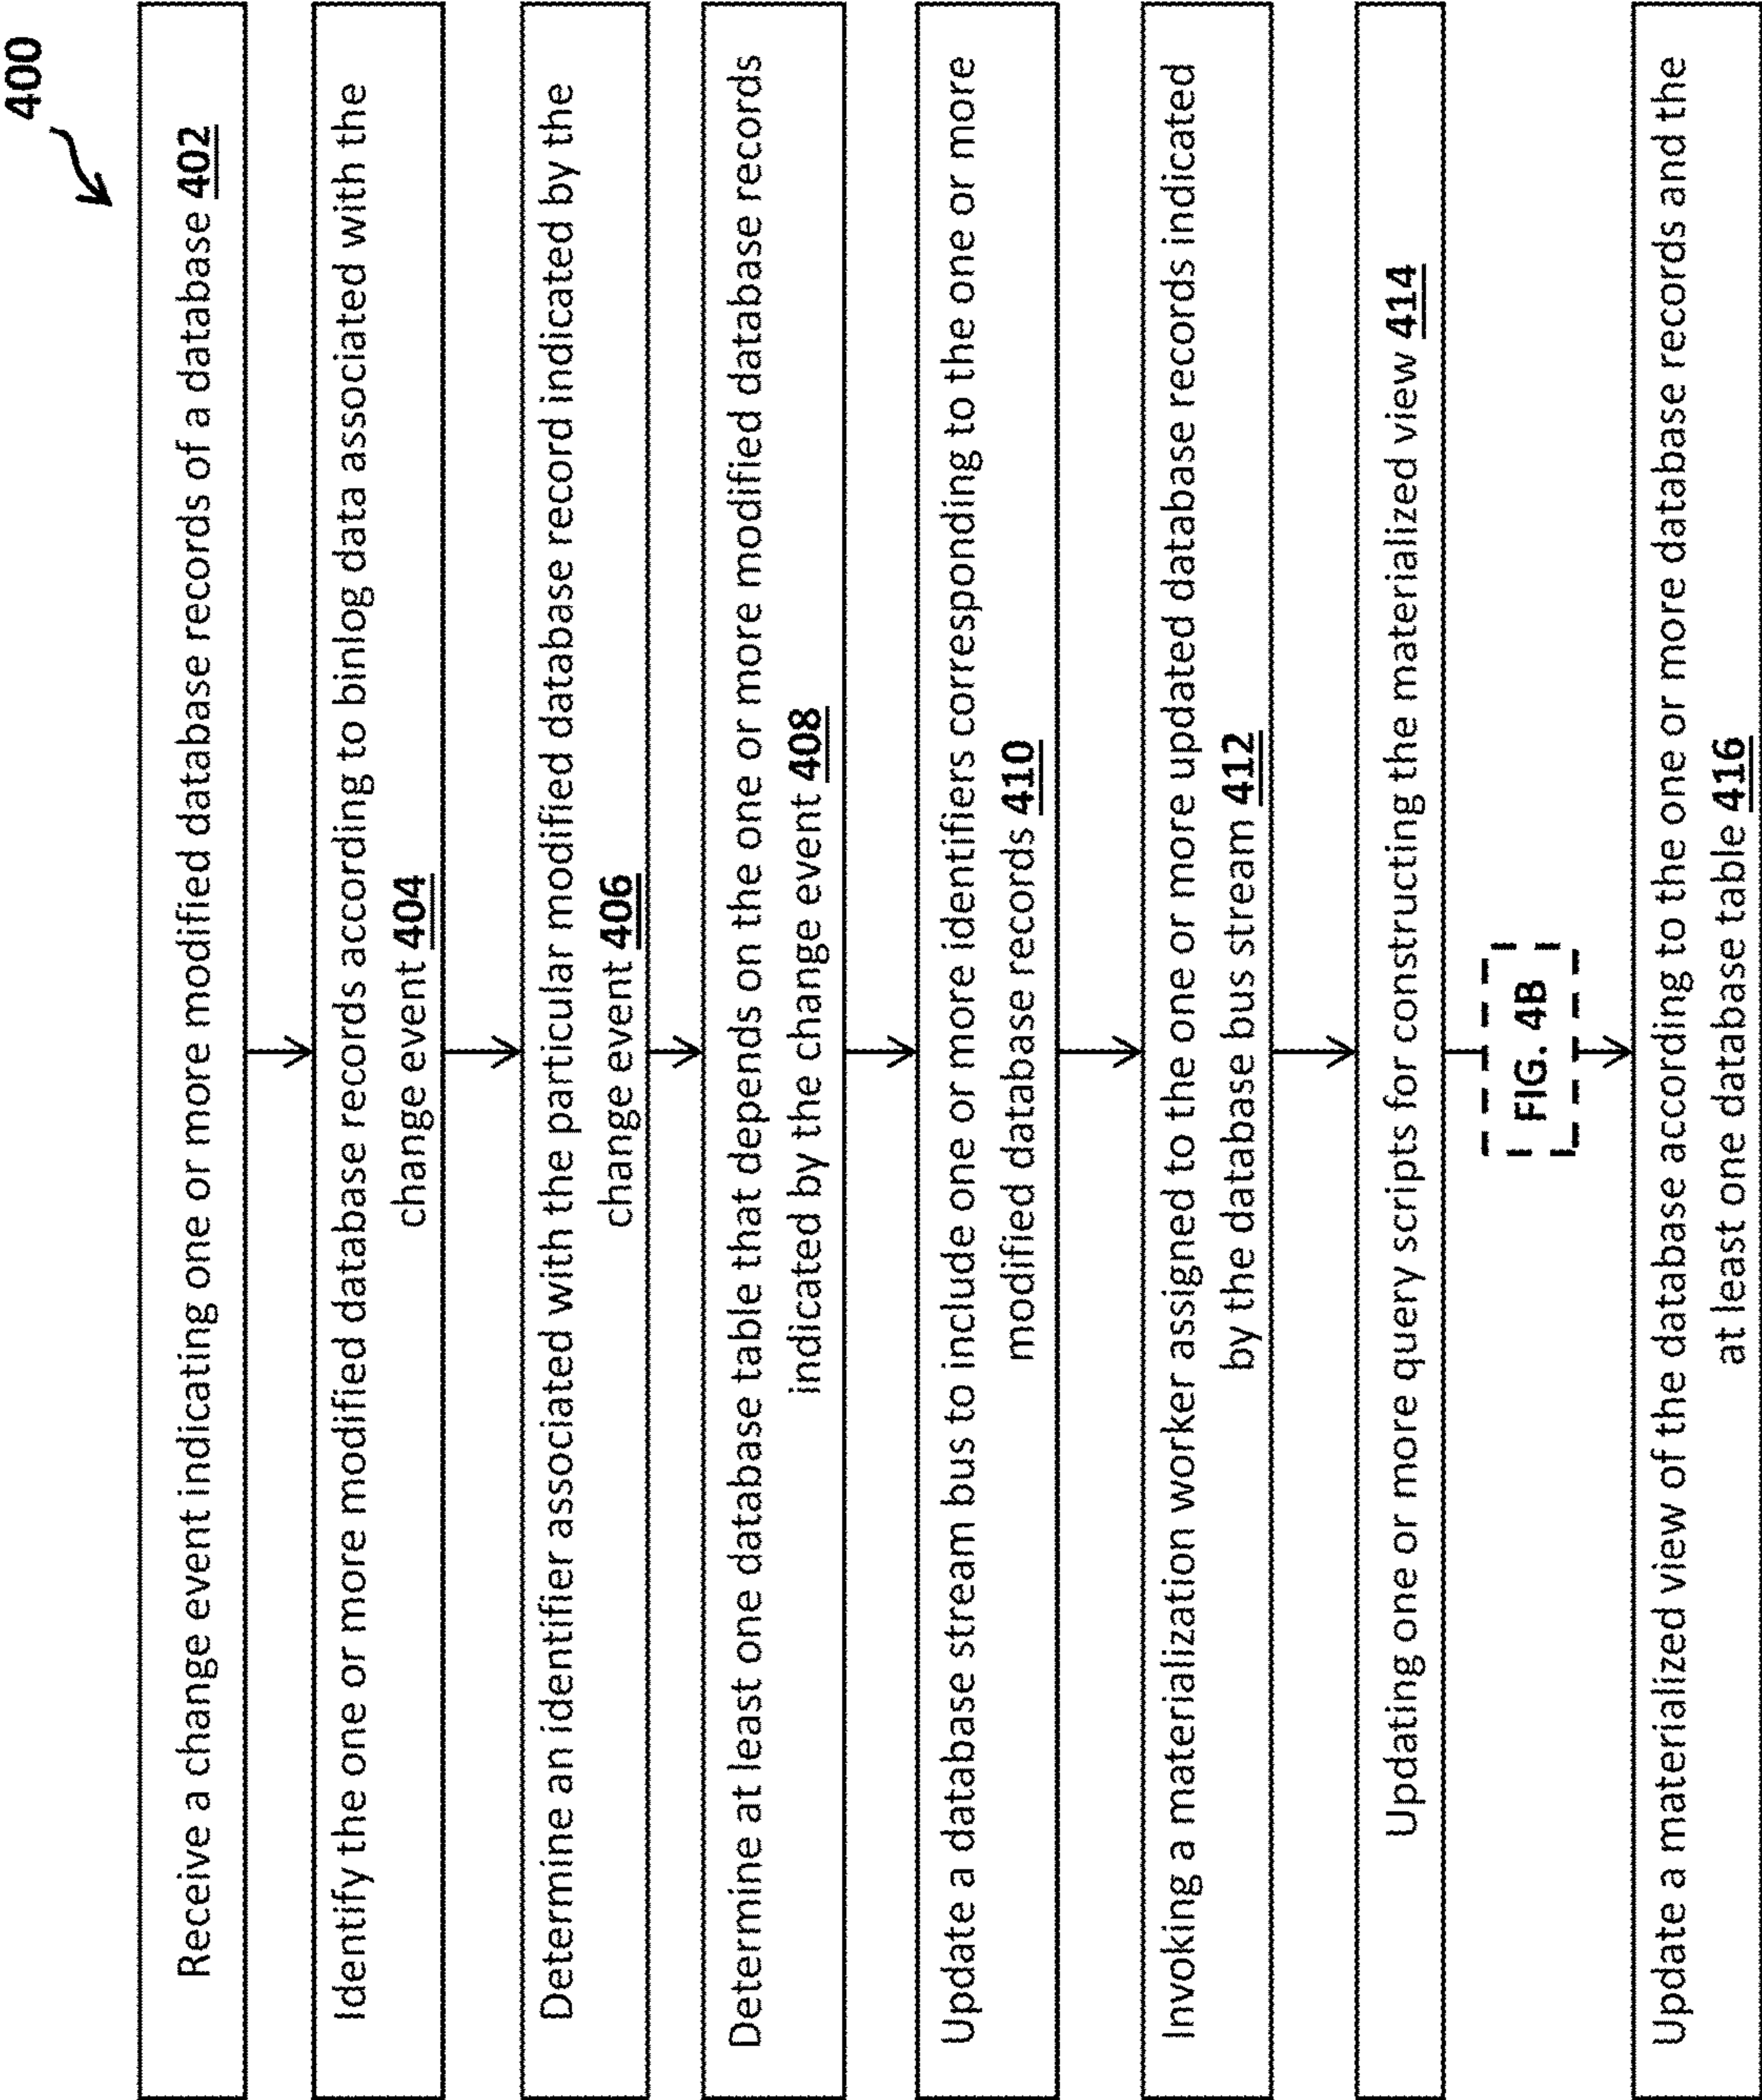 400
Receive a change event indicating one or more modified database records of a database 402
Identify the one or more modified database records according to binlog data associated with the
change event 404
Determine an identifier associated with the particular modified database record indicated by the
change event 406
Determine at least one database table that depends on the one or more modified database records
indicated by the change event 408
Update a database stream bus to include one or more identifiers corresponding to the one or more
modified database records 410
Invoking a materialization worker assigned to the one or more updated database records indicated
by the database bus stream 412
Updating one or more query scripts for constructing the materialized view 414
FIG. 4B
Update a materialized view of the database according to the one or more database records and the
at least one database table 416